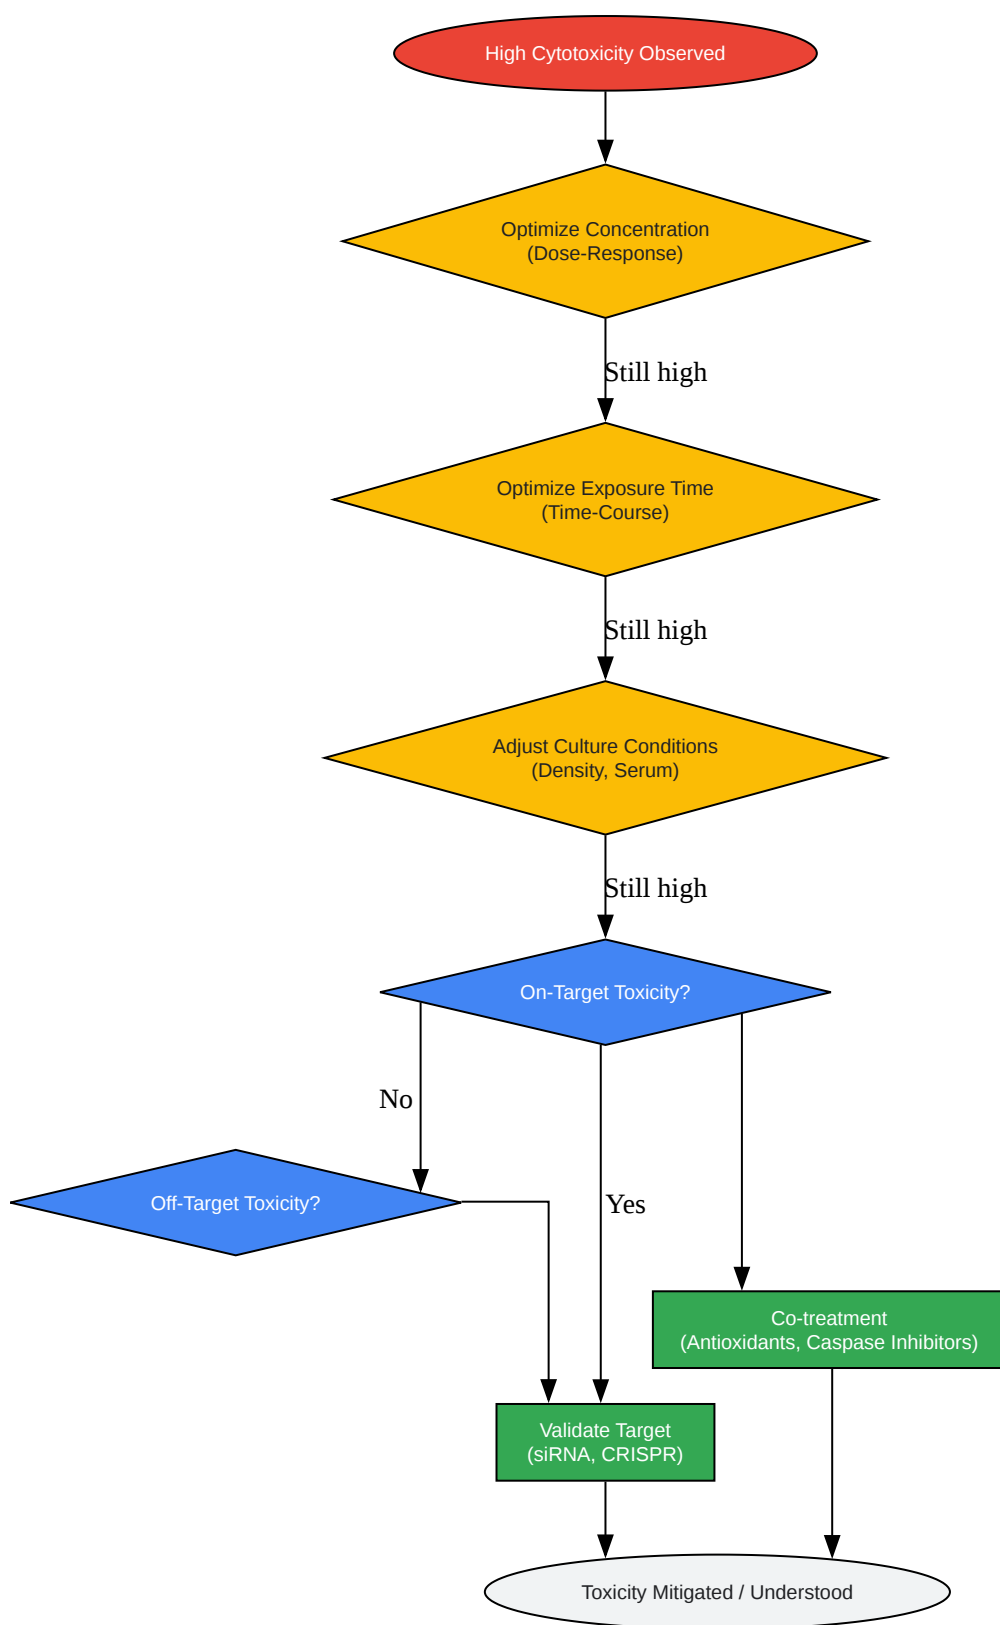 High Cytotoxicity Observed
Optimize Concentration
(Dose-Response)
Still high
Optimize Exposure Time
(Time-Course)
Still high
Adjust Culture Conditions
(Density, Serum)
Still high
On-Target Toxicity?
No
Off-Target Toxicity?
Yes
Co-treatment
(Antioxidants, Caspase Inhibitors)
Validate Target
(siRNA, CRISPR)
Toxicity Mitigated / Understood